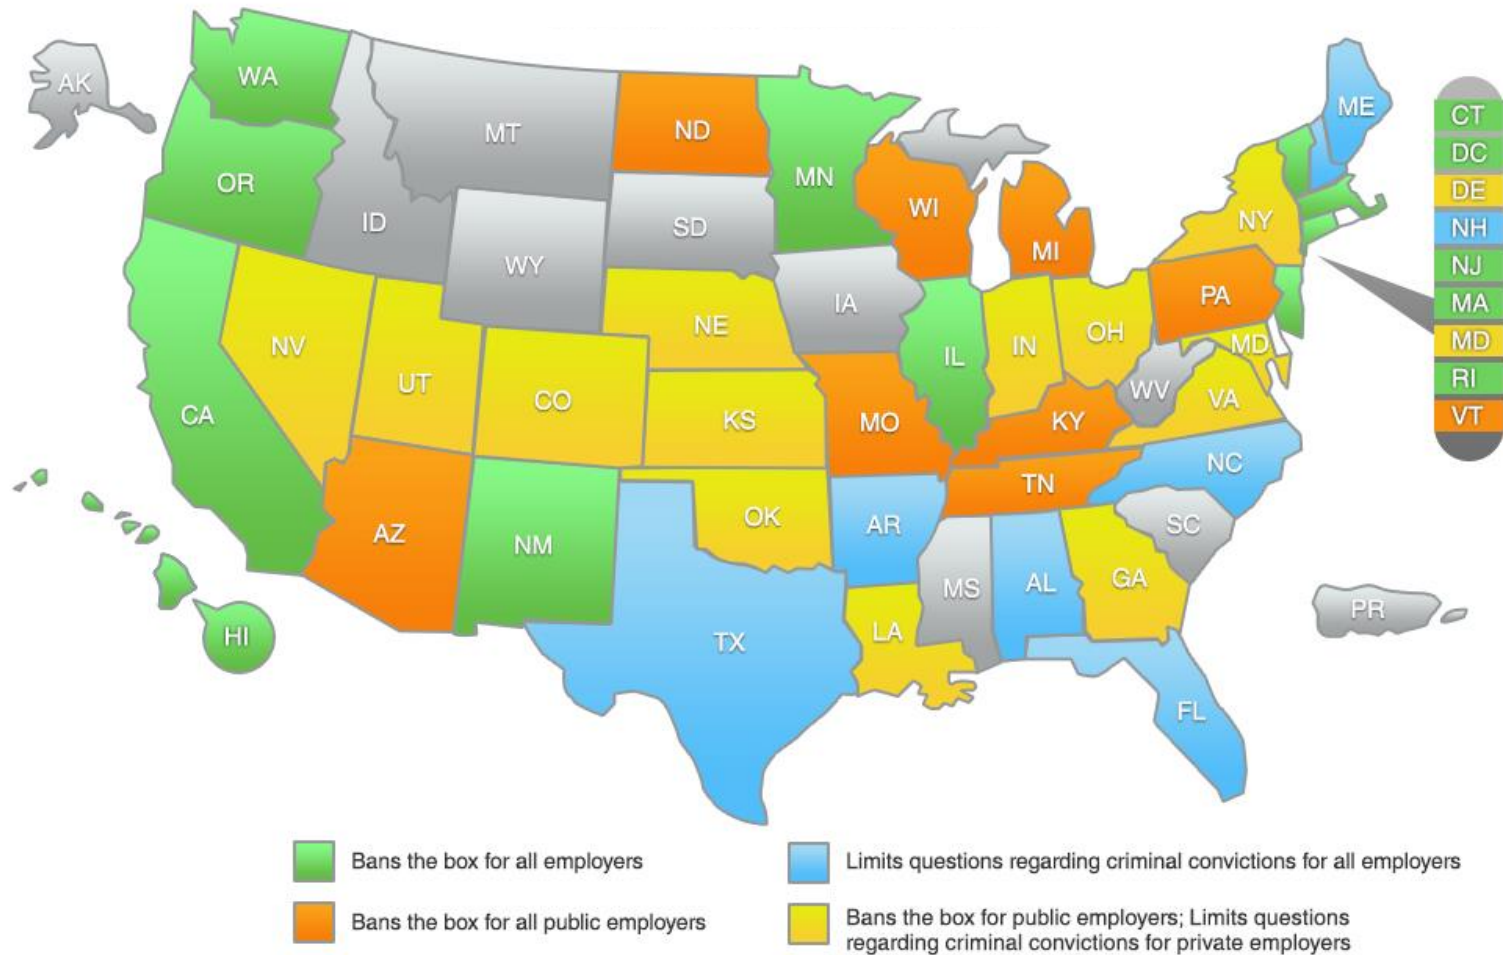 AK
WA
MT
ND
MN
ME
OR
ID
SD
WI
MI
NY
WY
IA
PA
CA
NV
UT
CO
NE
KS
IL
IN
OH
WV
MD
VA
MO
KY
NC
AZ
NM
OK
AR
TN
SC
TX
LA
MS
AL
GA
FL
HI
PR
CT
DC
DE
NH
NJ
MA
MD
RI
VT
Bans the box for all employers
Bans the box for all public employers
Limits questions regarding criminal convictions for all employers
Bans the box for public employers; Limits questions
regarding criminal convictions for private employers